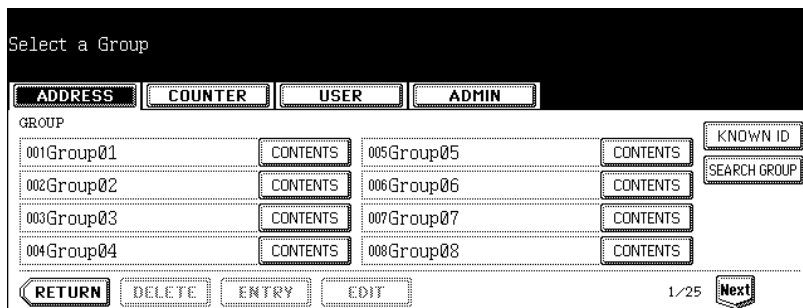 Select a Group
ADDRESS COUNTER USER ADMIN
GROUP
001Group01 CONTENTS 005Group05 CONTENTS KNOWN ID
002Group02 CONTENTS 006Group06 CONTENTS SEARCH GROUP
003Group03 CONTENTS 007Group07 CONTENTS
004Group04 CONTENTS 008Group08 CONTENTS
RETURN DELETE ENTRY EDIT 1/25 Next